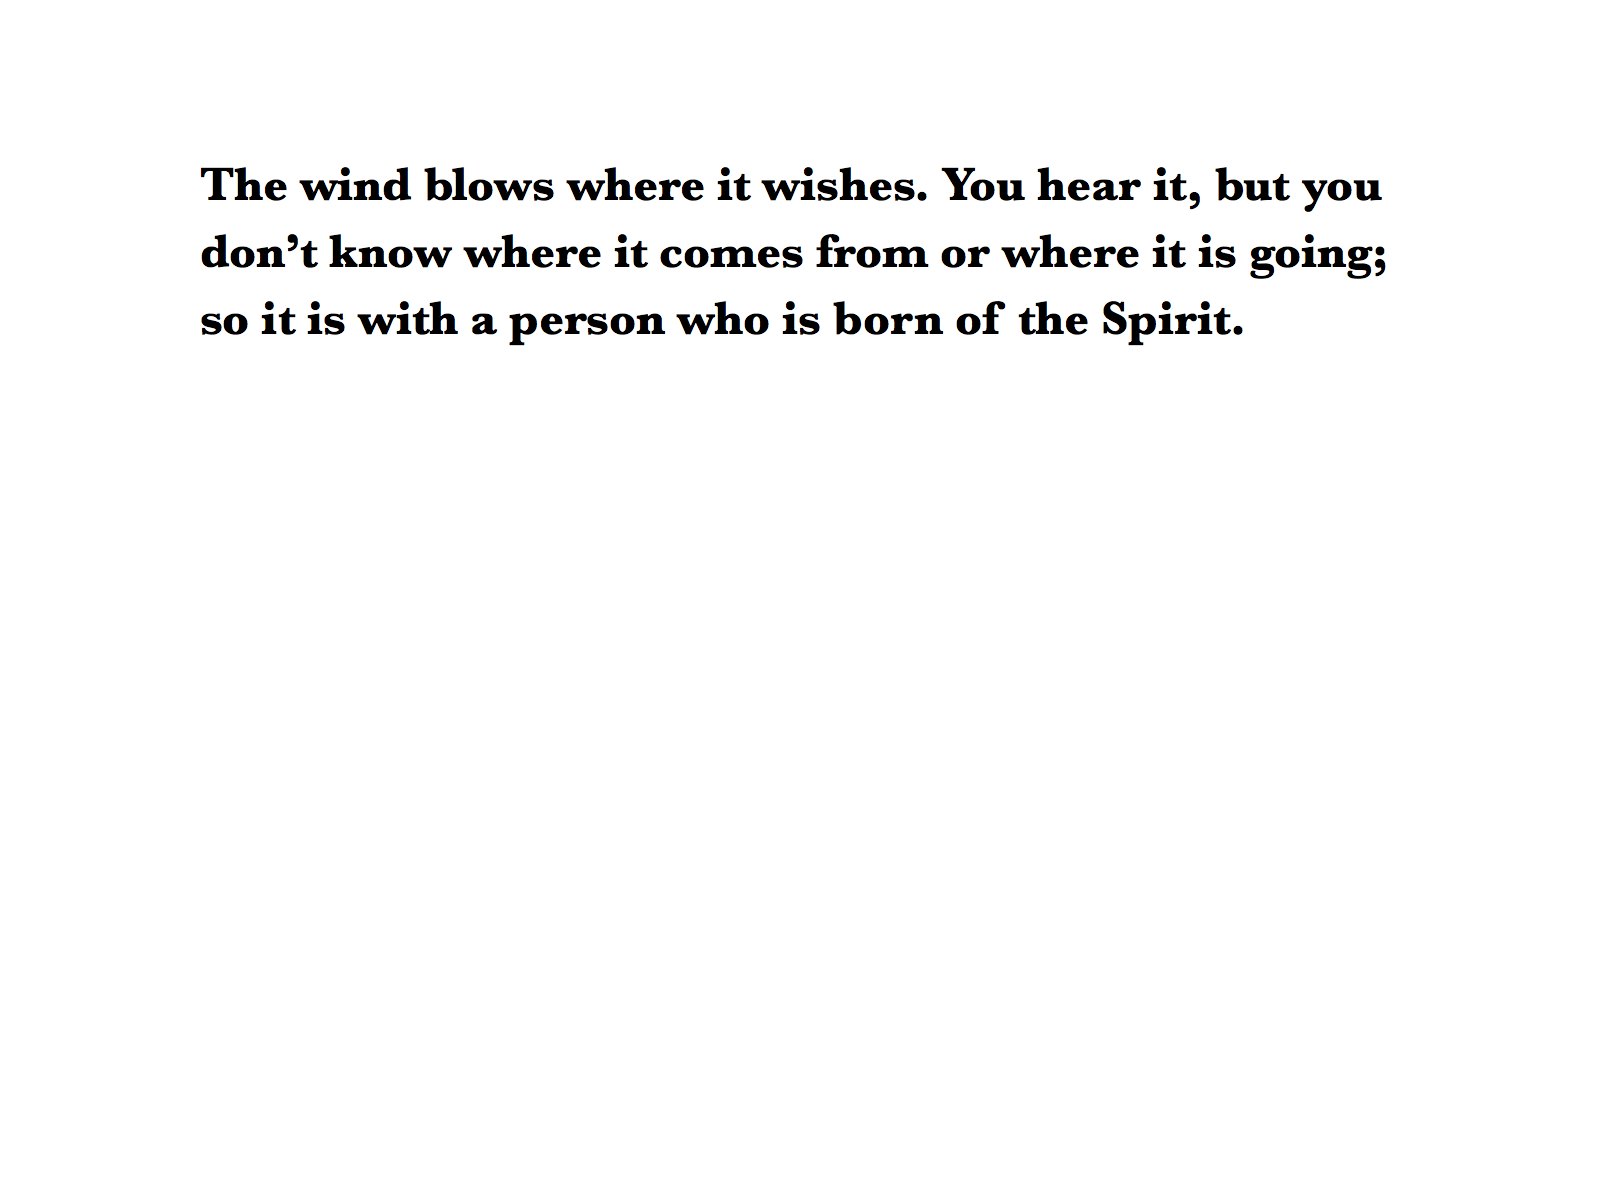 The wind blows where it wishes. You hear it, but you
don’t know where it comes from or where it is going;
so it is with a person who is born of the Spirit.